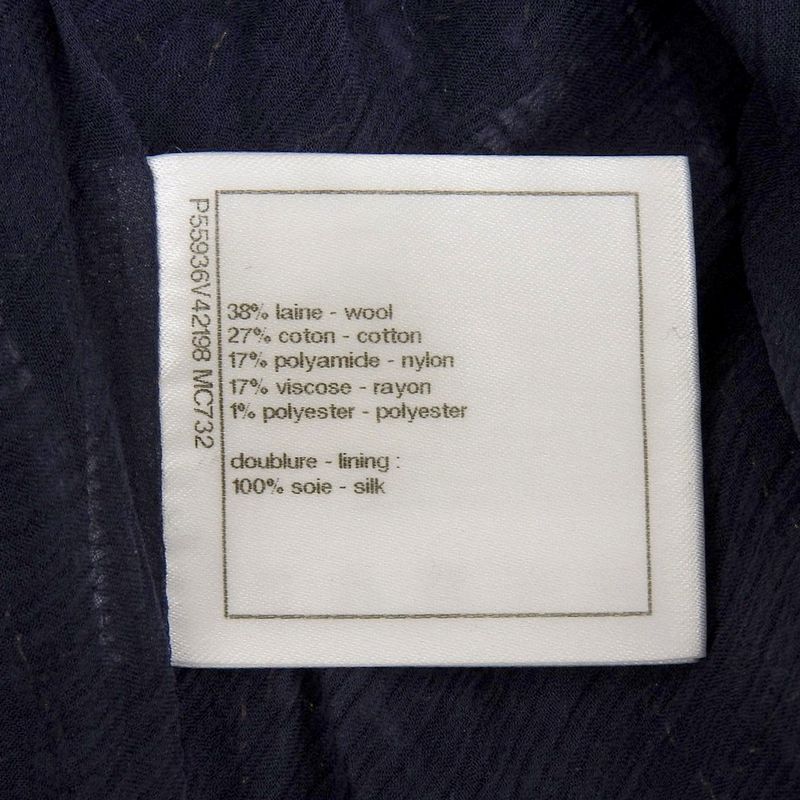 P55936V42198 MC732
38% laine - wool
27% coton - cotton
17% polyamide - nylon
17% viscose - rayon
1% polyester - polyester
doublure - lining :
100% soie - silk